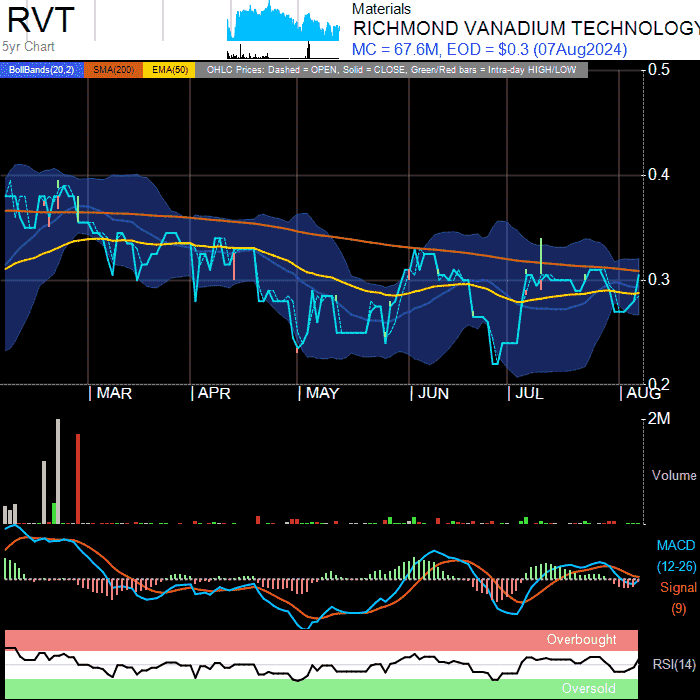 RVT
5yr Chart
Materials
RICHMOND VANADIUM TECHNOLOGY
MC = 67.6M, EOD = $0.3 (07Aug2024)
BollBands(20,2) SMA(200) EMA(50) OHLC Prices: Dashed = OPEN, Solid = CLOSE, Green/Red bars = Intra-day HIGH/LOW
0.5
0.4
0.3
0.2
| MAR | APR | MAY | JUN | JUL | AUG
2M
Volume
MACD
(12-26)
Signal
(9)
Overbought
RSI(14)
Oversold